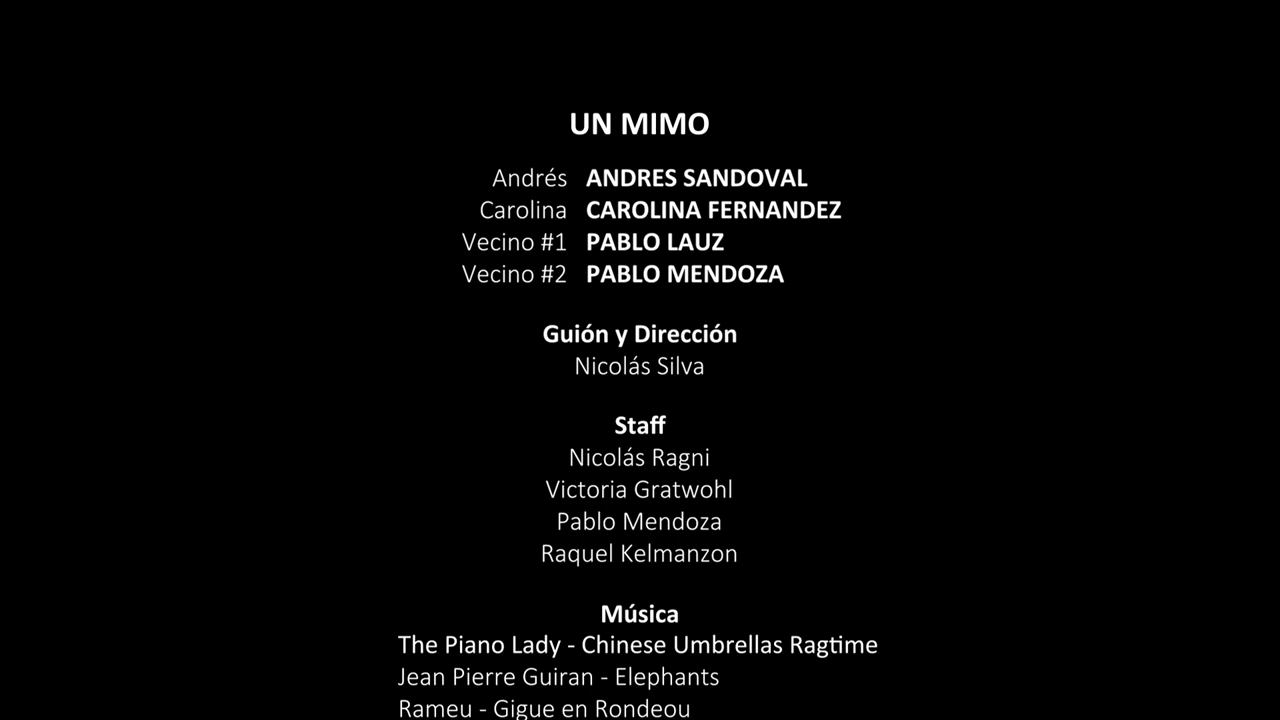 UN MIMO
Andrés ANDRES SANDOVAL
Carolina CAROLINA FERNANDEZ
Vecino #1 PABLO LAUZ
Vecino #2 PABLO MENDOZA
Guión y Dirección
Nicolás Silva
Staff
Nicolás Ragni
Victoria Gratwohl
Pablo Mendoza
Raquel Kelmanzon
Música
The Piano Lady - Chinese Umbrellas Ragtime
Jean Pierre Guiran - Elephants
Rameu - Gigue en Rondeou